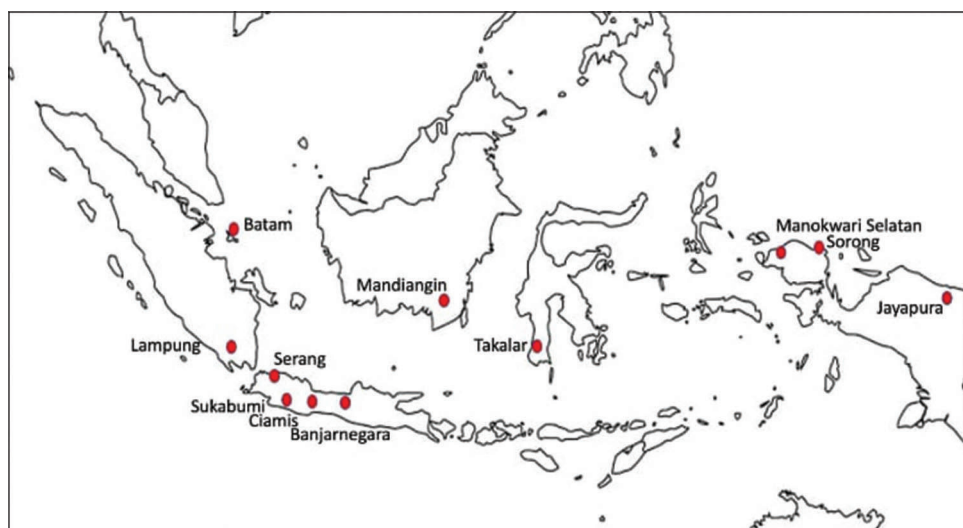 Manokwari Selatan
Batam
Sorong
Mandiangin
Jayapura
Lampung
Takalar
Serang
Sukabumi
Ciamis
Banjarnegara